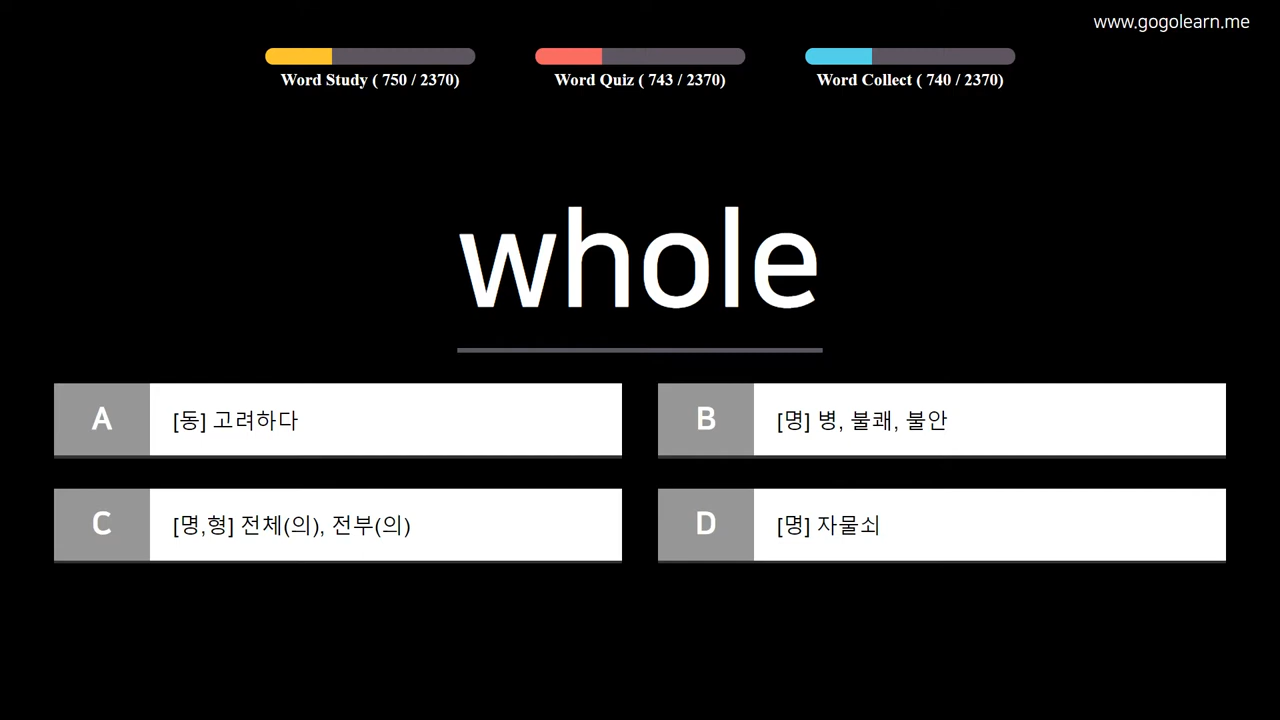 www.gogolearn.me
Word Study ( 750 / 2370)
Word Quiz ( 743 / 2370)
Word Collect ( 740 / 2370)
whole
A [동] 고려하다
B [명] 병, 불쾌, 불안
C [명,형] 전체(의), 전부(의)
D [명] 자물쇠